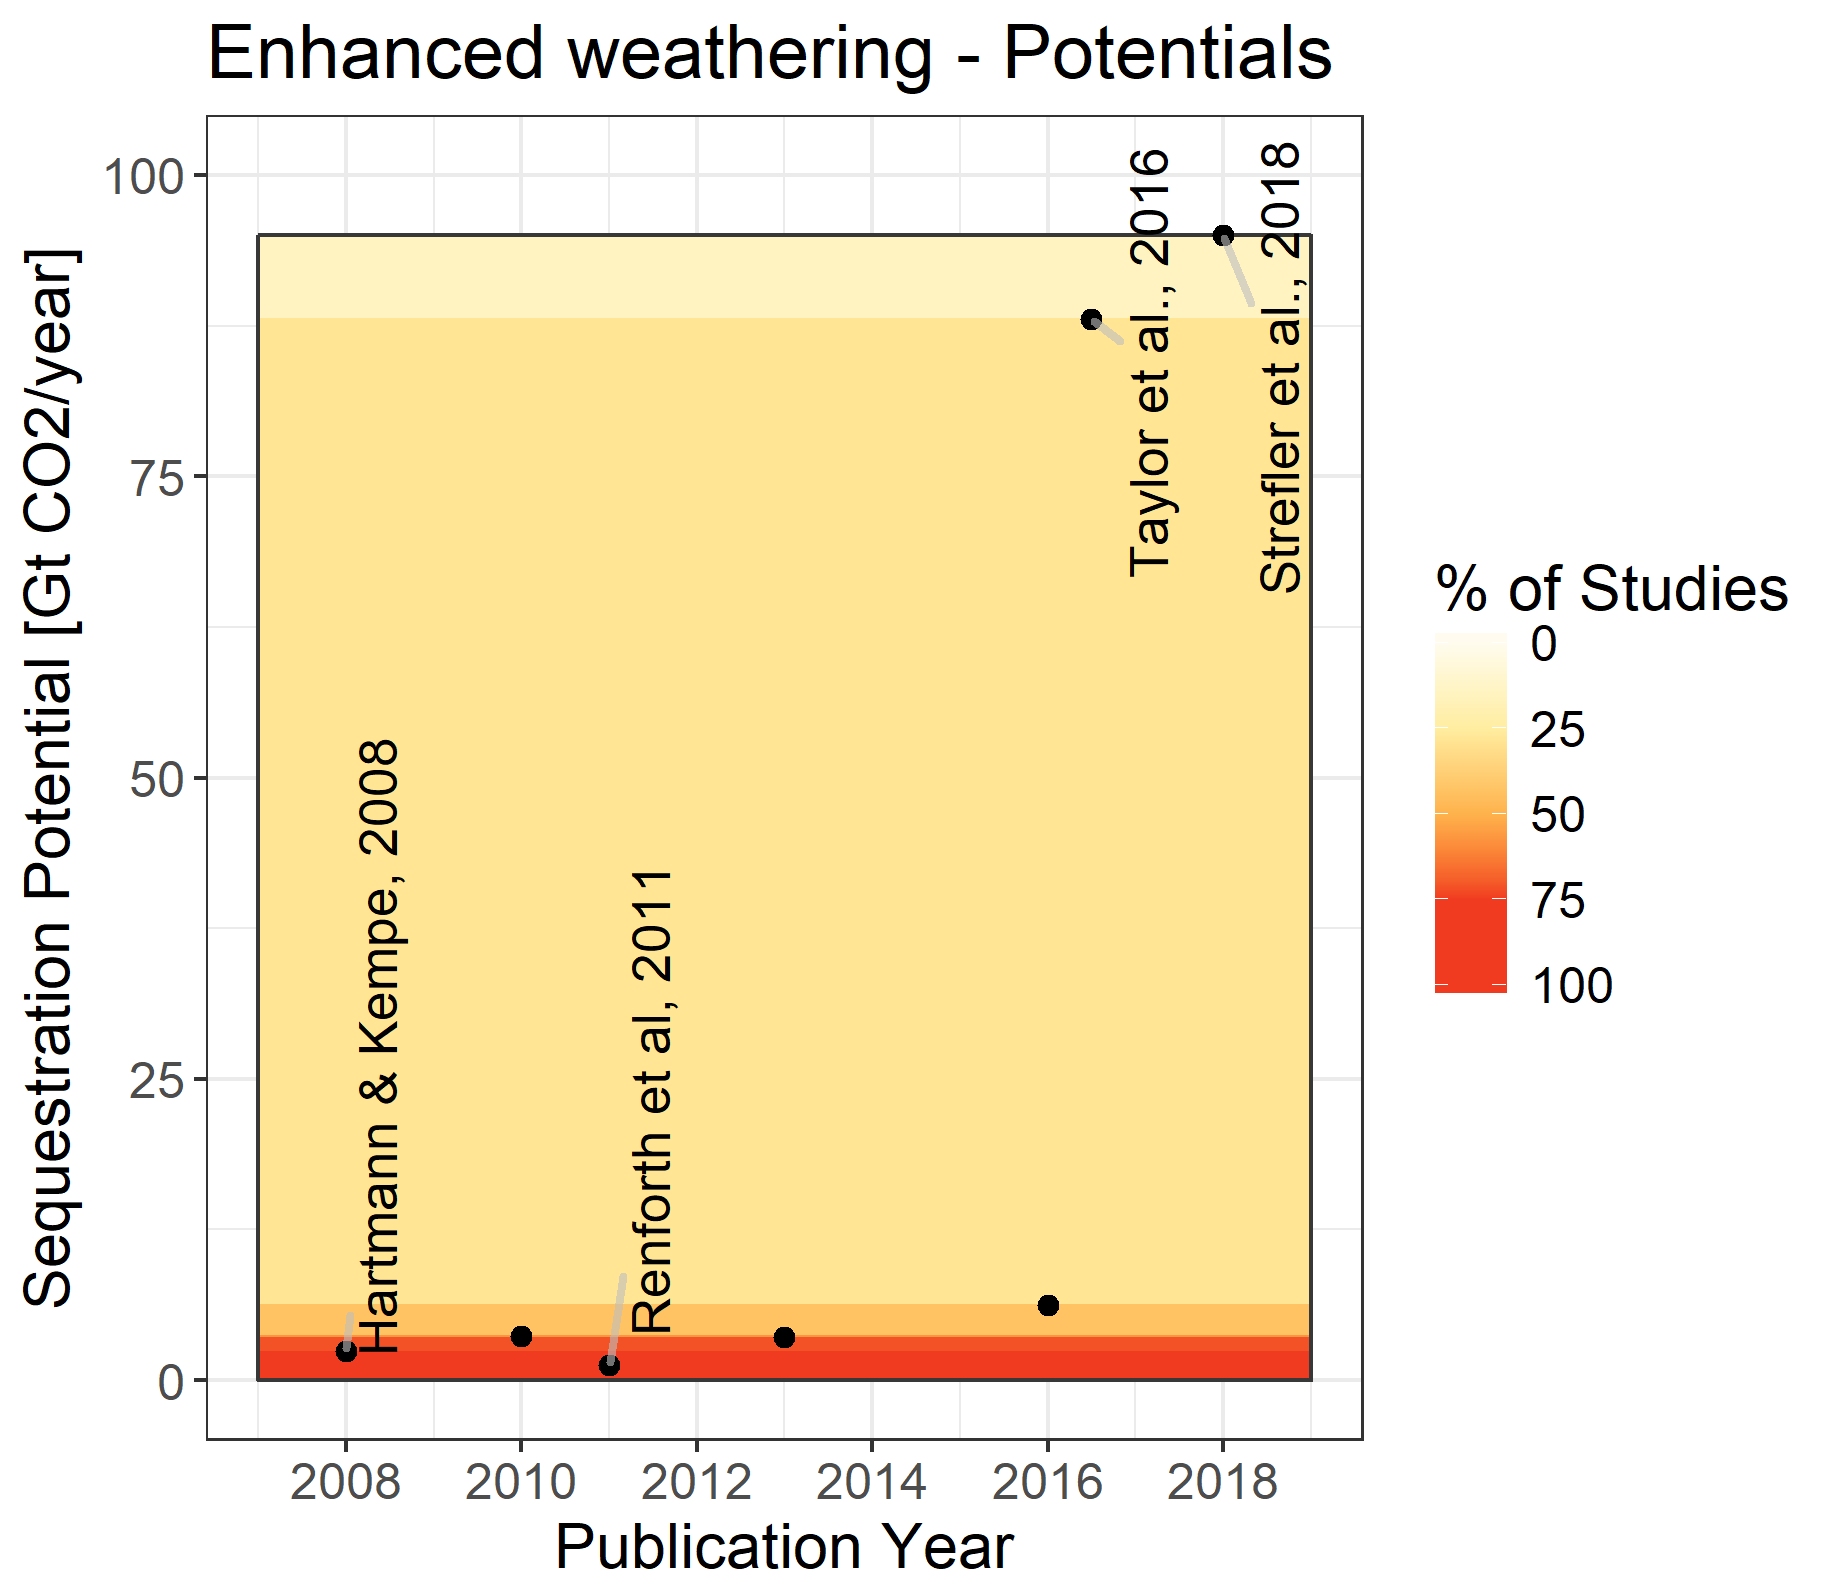 Enhanced weathering - Potentials
Sequestration Potential [Gt CO2/year]
100
75
50
25
0
Hartmann & Kempe, 2008
Renforth et al, 2011
Taylor et al., 2016
Strefler et al., 2018
2008
2010
2012
2014
2016
2018
Publication Year
% of Studies
0
25
50
75
100